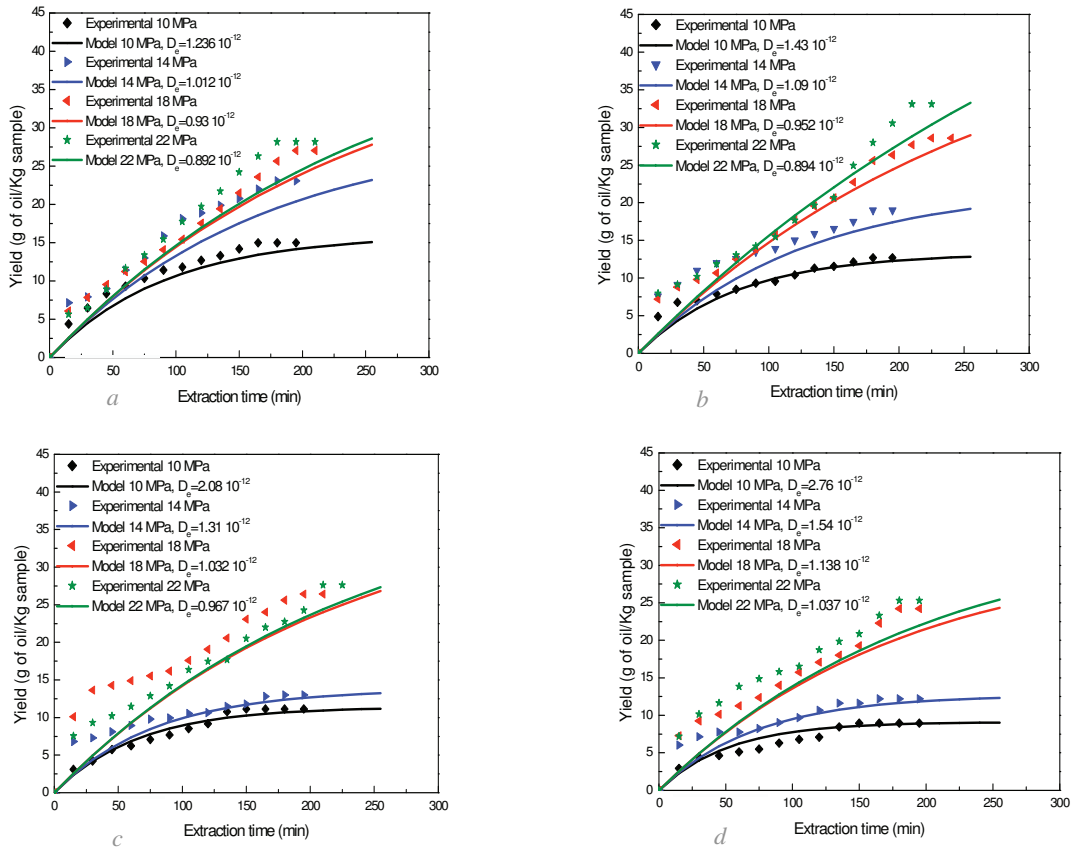 45
40
35
30
25
20
15
10
5
0
Yield (g of oil/Kg sample)
Experimental 10 MPa
Model 10 MPa, De=1.236 10-12
Experimental 14 MPa
Model 14 MPa, De=1.012 10-12
Experimental 18 MPa
Model 18 MPa, De=0.93 10-12
Experimental 22 MPa
Model 22 MPa, De=0.892 10-12
0 50 100 150 200 250 300
Extraction time (min)
a
45
40
35
30
25
20
15
10
5
0
Yield (g of oil/Kg sample)
Experimental 10 MPa
Model 10 MPa, De=1.43 10-12
Experimental 14 MPa
Model 14 MPa, De=1.09 10-12
Experimental 18 MPa
Model 18 MPa, De=0.952 10-12
Experimental 22 MPa
Model 22 MPa, De=0.894 10-12
0 50 100 150 200 250 300
Extraction time (min)
b
45
40
35
30
25
20
15
10
5
0
Yield (g of oil/Kg sample)
Experimental 10 MPa
Model 10 MPa, De=2.08 10-12
Experimental 14 MPa
Model 14 MPa, De=1.31 10-12
Experimental 18 MPa
Model 18 MPa, De=1.032 10-12
Experimental 22 MPa
Model 22 MPa, De=0.967 10-12
0 50 100 150 200 250 300
Extraction time (min)
c
45
40
35
30
25
20
15
10
5
0
Yield (g of oil/Kg sample)
Experimental 10 MPa
Model 10 MPa, De=2.76 10-12
Experimental 14 MPa
Model 14 MPa, De=1.54 10-12
Experimental 18 MPa
Model 18 MPa, De=1.138 10-12
Experimental 22 MPa
Model 22 MPa, De=1.037 10-12
0 50 100 150 200 250 300
Extraction time (min)
d